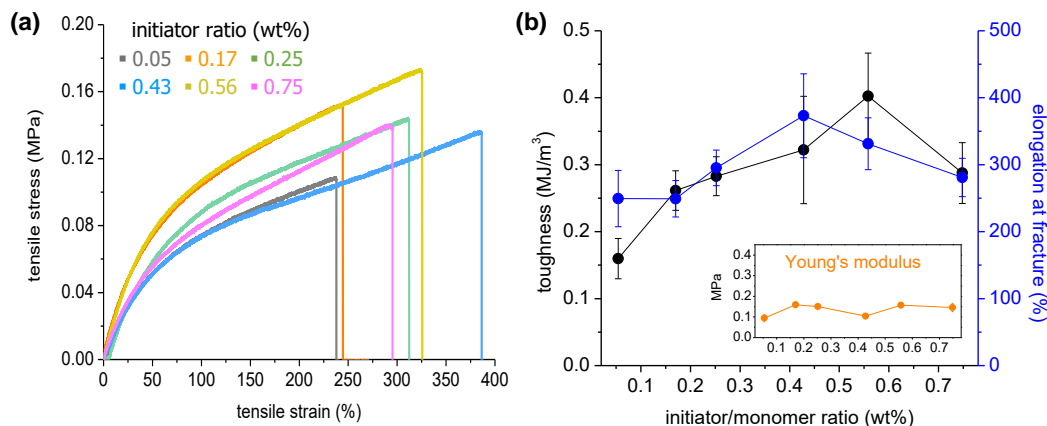 (a)
initiator ratio (wt%)
0.05 0.17 0.25
0.43 0.56 0.75
tensile stress (MPa)
0.20
0.16
0.12
0.08
0.04
0.00
0 50 100 150 200 250 300 350 400
tensile strain (%)
(b)
toughness (MJ/m³)
0.5
0.4
0.3
0.2
0.1
0.0
0.1 0.2 0.3 0.4 0.5 0.6 0.7
initiator/monomer ratio (wt%)
500
400
300
200
100
0
elongation at fracture (%)
Young's modulus
MPa
0.4
0.3
0.2
0.1
0.0
0.1 0.2 0.3 0.4 0.5 0.6 0.7